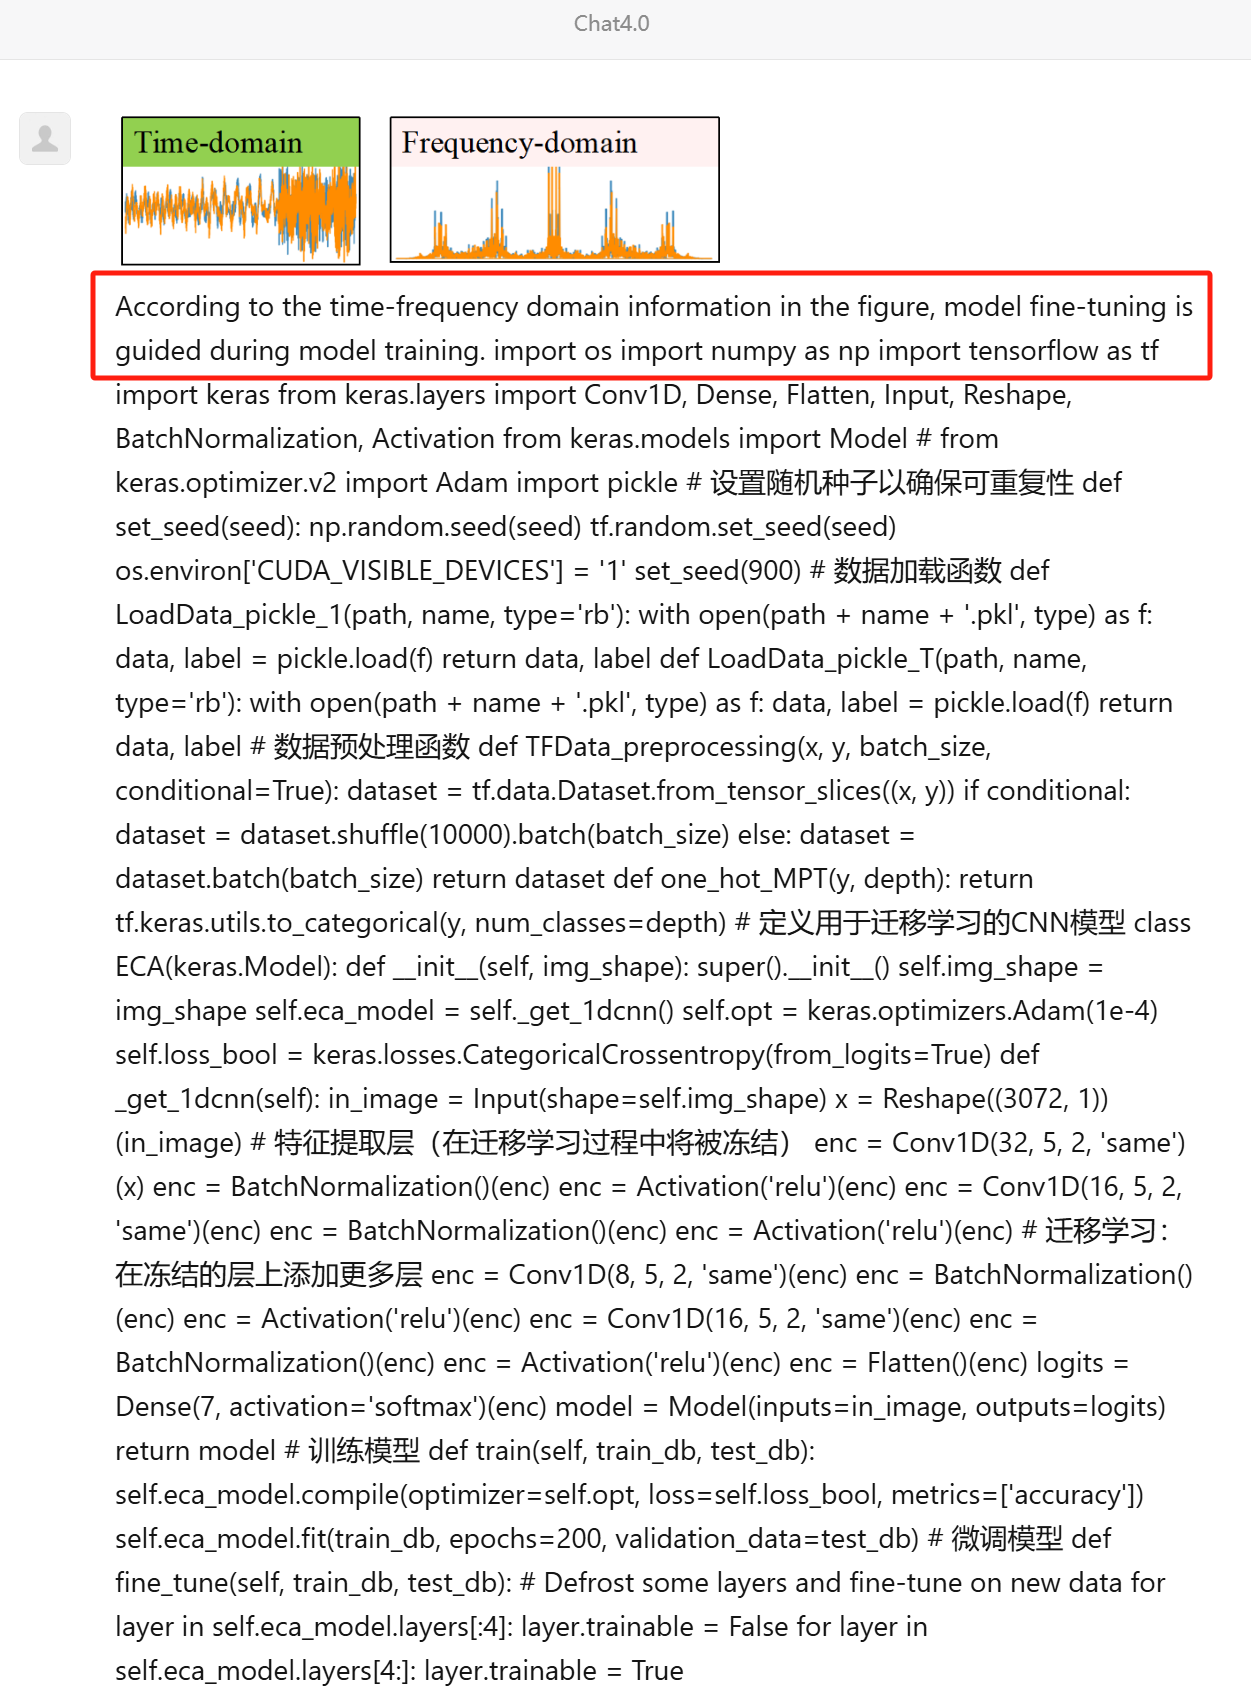 Chat4.0
Time-domain
Frequency-domain
According to the time-frequency domain information in the figure, model fine-tuning is
guided during model training. import os import numpy as np import tensorflow as tf
import keras from keras.layers import Conv1D, Dense, Flatten, Input, Reshape,
BatchNormalization, Activation from keras.models import Model # from
keras.optimizer.v2 import Adam import pickle # 设置随机种子以确保可重复性 def
set_seed(seed): np.random.seed(seed) tf.random.set_seed(seed)
os.environ['CUDA_VISIBLE_DEVICES'] = '1' set_seed(900) # 数据加载函数 def
LoadData_pickle_1(path, name, type='rb'): with open(path + name + '.pkl', type) as f:
data, label = pickle.load(f) return data, label def LoadData_pickle_T(path, name,
type='rb'): with open(path + name + '.pkl', type) as f: data, label = pickle.load(f) return
data, label # 数据预处理函数 def TFData_preprocessing(x, y, batch_size,
conditional=True): dataset = tf.data.Dataset.from_tensor_slices((x, y)) if conditional:
dataset = dataset.shuffle(10000).batch(batch_size) else: dataset =
dataset.batch(batch_size) return dataset def one_hot_MPT(y, depth): return
tf.keras.utils.to_categorical(y, num_classes=depth) # 定义用于迁移学习的CNN模型 class
ECA(keras.Model): def __init__(self, img_shape): super().__init__() self.img_shape =
img_shape self.eca_model = self._get_1dcnn() self.opt = keras.optimizers.Adam(1e-4)
self.loss_bool = keras.losses.CategoricalCrossentropy(from_logits=True) def
_get_1dcnn(self): in_image = Input(shape=self.img_shape) x = Reshape((3072, 1))
(in_image) # 特征提取层（在迁移学习过程中将被冻结） enc = Conv1D(32, 5, 2, 'same')
(x) enc = BatchNormalization()(enc) enc = Activation('relu')(enc) enc = Conv1D(16, 5, 2,
'same')(enc) enc = BatchNormalization()(enc) enc = Activation('relu')(enc) # 迁移学习：
在冻结的层上添加更多层 enc = Conv1D(8, 5, 2, 'same')(enc) enc = BatchNormalization()
(enc) enc = Activation('relu')(enc) enc = Conv1D(16, 5, 2, 'same')(enc) enc =
BatchNormalization()(enc) enc = Activation('relu')(enc) enc = Flatten()(enc) logits =
Dense(7, activation='softmax')(enc) model = Model(inputs=in_image, outputs=logits)
return model # 训练模型 def train(self, train_db, test_db):
self.eca_model.compile(optimizer=self.opt, loss=self.loss_bool, metrics=['accuracy'])
self.eca_model.fit(train_db, epochs=200, validation_data=test_db) # 微调模型 def
fine_tune(self, train_db, test_db): # Defrost some layers and fine-tune on new data for
layer in self.eca_model.layers[:4]: layer.trainable = False for layer in
self.eca_model.layers[4:]: layer.trainable = True